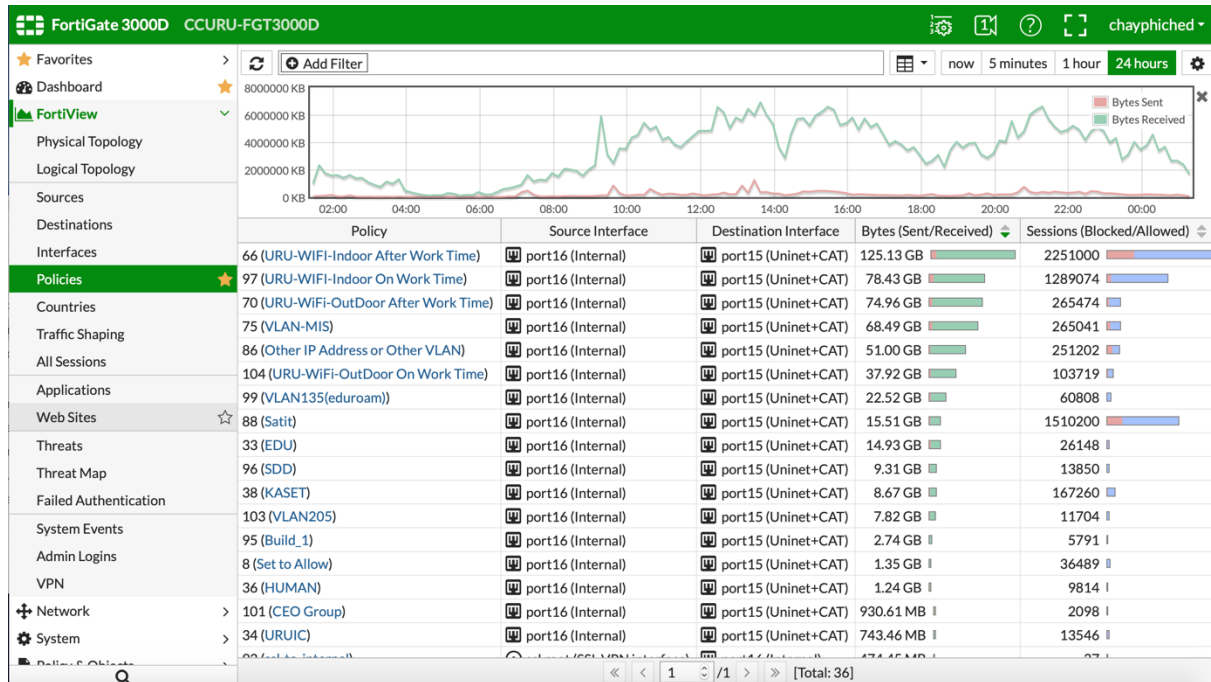 FortiGate 3000D CCURU-FGT3000D chayphiched
Favorites
Dashboard
FortiView
Physical Topology
Logical Topology
Sources
Destinations
Interfaces
Policies
Countries
Traffic Shaping
All Sessions
Applications
Web Sites
Threats
Threat Map
Failed Authentication
System Events
Admin Logins
VPN
Network
System
Policy & Objects
Add Filter now 5 minutes 1 hour 24 hours
8000000 KB
6000000 KB
4000000 KB
2000000 KB
0 KB
Bytes Sent
Bytes Received
02:00 04:00 06:00 08:00 10:00 12:00 14:00 16:00 18:00 20:00 22:00 00:00
Policy Source Interface Destination Interface Bytes (Sent/Received) Sessions (Blocked/Allowed)
66 (URU-WIFI-Indoor After Work Time) port16 (Internal) port15 (Uninet+CAT) 125.13 GB 2251000
97 (URU-WIFI-Indoor On Work Time) port16 (Internal) port15 (Uninet+CAT) 78.43 GB 1289074
70 (URU-WiFi-OutDoor After Work Time) port16 (Internal) port15 (Uninet+CAT) 74.96 GB 265474
75 (VLAN-MIS) port16 (Internal) port15 (Uninet+CAT) 68.49 GB 265041
86 (Other IP Address or Other VLAN) port16 (Internal) port15 (Uninet+CAT) 51.00 GB 251202
104 (URU-WiFi-OutDoor On Work Time) port16 (Internal) port15 (Uninet+CAT) 37.92 GB 103719
99 (VLAN135(eduroam)) port16 (Internal) port15 (Uninet+CAT) 22.52 GB 60808
88 (Satit) port16 (Internal) port15 (Uninet+CAT) 15.51 GB 1510200
33 (EDU) port16 (Internal) port15 (Uninet+CAT) 14.93 GB 26148
96 (SDD) port16 (Internal) port15 (Uninet+CAT) 9.31 GB 13850
38 (KASET) port16 (Internal) port15 (Uninet+CAT) 8.67 GB 167260
103 (VLAN205) port16 (Internal) port15 (Uninet+CAT) 7.82 GB 11704
95 (Build_1) port16 (Internal) port15 (Uninet+CAT) 2.74 GB 5791
8 (Set to Allow) port16 (Internal) port15 (Uninet+CAT) 1.35 GB 36489
36 (HUMAN) port16 (Internal) port15 (Uninet+CAT) 1.24 GB 9814
101 (CEO Group) port16 (Internal) port15 (Uninet+CAT) 930.61 MB 2098
34 (URUIC) port16 (Internal) port15 (Uninet+CAT) 743.46 MB 13546
1 /1 [Total: 36]